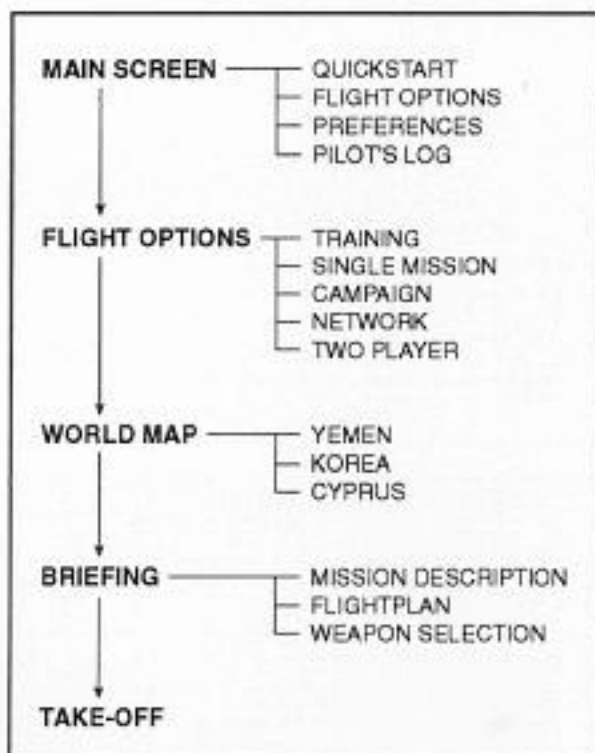 MAIN SCREEN QUICKSTART
FLIGHT OPTIONS
PREFERENCES
PILOT'S LOG
FLIGHT OPTIONS TRAINING
SINGLE MISSION
CAMPAIGN
NETWORK
TWO PLAYER
WORLD MAP YEMEN
KOREA
CYPRUS
BRIEFING MISSION DESCRIPTION
FLIGHTPLAN
WEAPON SELECTION
TAKE-OFF